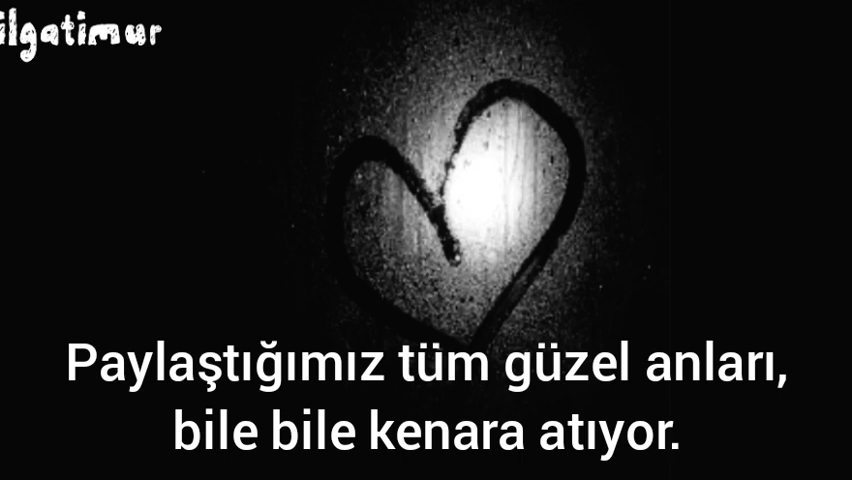 ilgatimur
Paylaştığımız tüm güzel anları,
bile bile kenara atıyor.